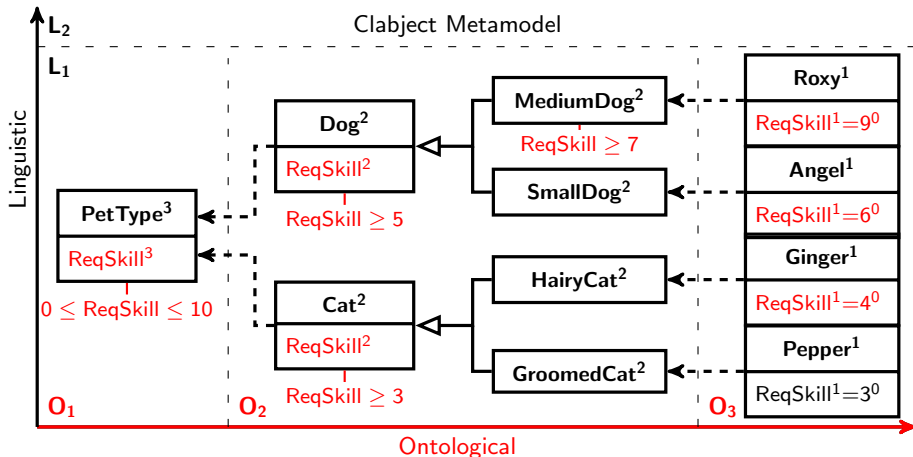 L₂
Clabject Metamodel
L₁
Linguistic
PetType³
ReqSkill³
0 ≤ ReqSkill ≤ 10
O₁
Dog²
ReqSkill²
ReqSkill ≥ 5
Cat²
ReqSkill²
ReqSkill ≥ 3
O₂
MediumDog²
ReqSkill ≥ 7
SmallDog²
HairyCat²
GroomedCat²
O₃
Roxy¹
ReqSkill¹=9⁰
Angel¹
ReqSkill¹=6⁰
Ginger¹
ReqSkill¹=4⁰
Pepper¹
ReqSkill¹=3⁰
Ontological